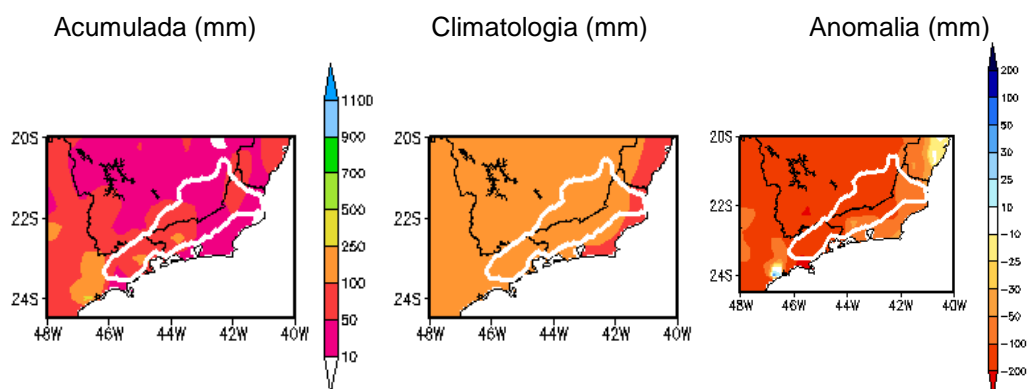 Acumulada (mm)
Climatologia (mm)
Anomalia (mm)
20S
22S
24S
48W
46W
44W
42W
40W
1100
900
700
500
250
100
50
10
20S
22S
24S
48W
46W
44W
42W
40W
20S
22S
24S
48W
46W
44W
42W
40W
200
100
50
30
25
10
-10
-25
-30
-50
-100
-200